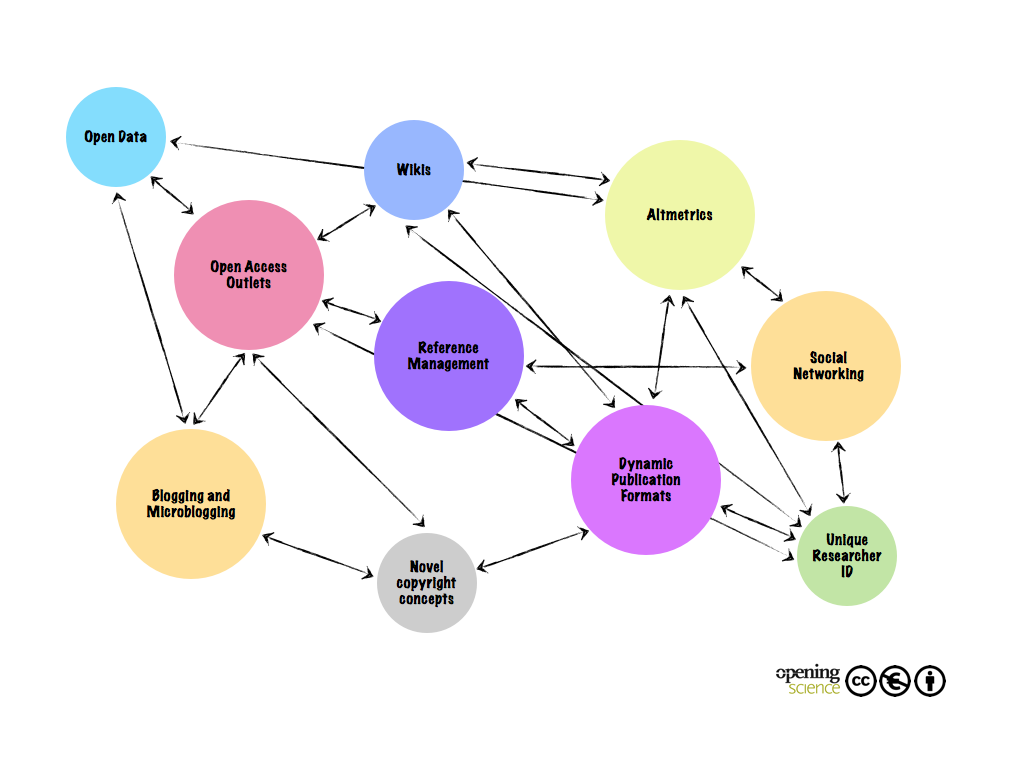 Open Data
Wikis
Altmetrics
Open Access
Outlets
Reference
Management
Social
Networking
Dynamic
Publication
Formats
Blogging and
Microblogging
Unique
Researcher
ID
Novel
copyright
concepts
opening
science
cc